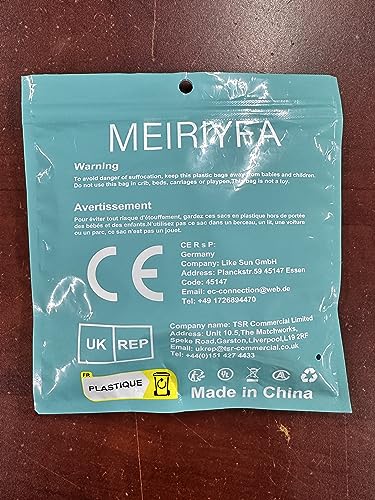 MEIRIYFA
Warning
To avoid danger of suffocation, keep this plastic bags away from babies and children.
Do not use this bag in crib, beds, carriages or playpen.This bag is not a toy.
Avertissement
Pour éviter tout risque d'étouffement, gardez ces sacs en plastique hors de portée
des bébés et des enfants.N'utilisez pas ce sac dans un berceau, un lit, une voiture
ou un parc, ce sac n'est pas un jouet.
CE
CE R s P:
Germany
Company: Like Sun GmbH
Address: Planckstr.59 45147 Essen
Code: 45147
Email: ec-connection@web.de
Tel: +49 1726894470
UK REP
Company name: TSR Commercial Limited
Address: Unit 10.5,The Matchworks,
Speke Road,Garston,Liverpool,L19 2RF
Email: ukrep@tsr-commercial.co.uk
Tel: +44(0)151 427 4433
FR
PLASTIQUE
Made in China